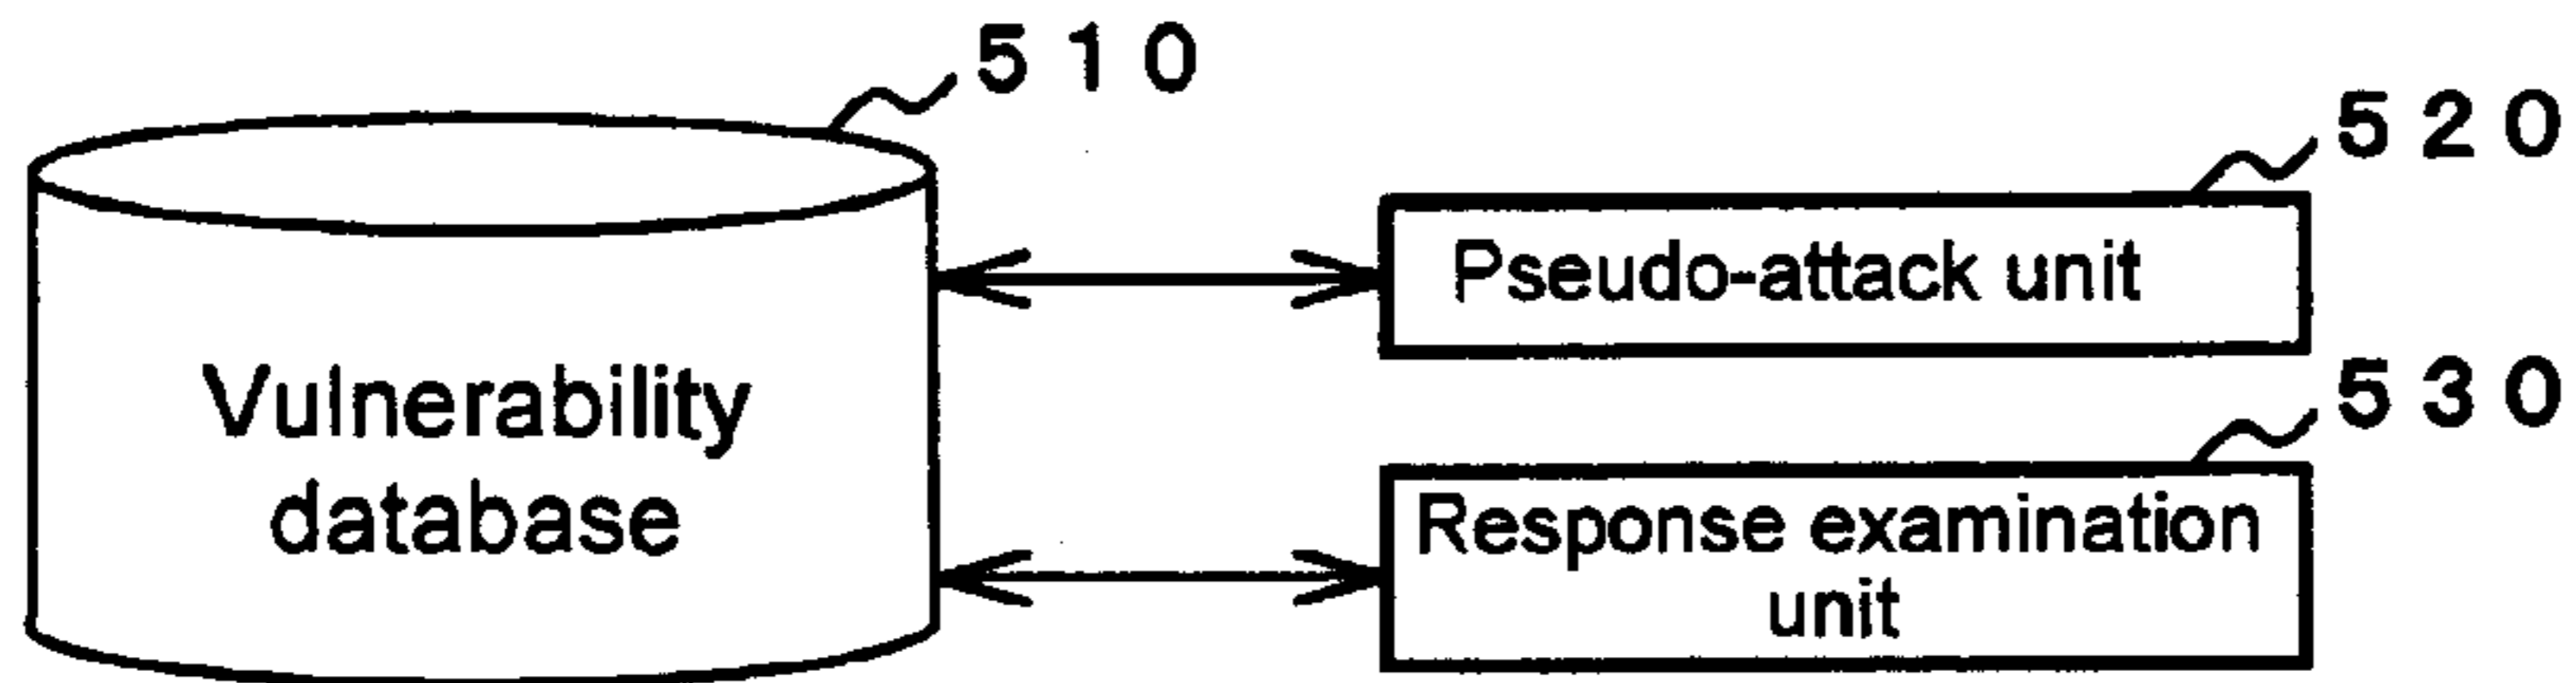 510
520
Pseudo-attack unit
Vulnerability
database
530
Response examination
unit